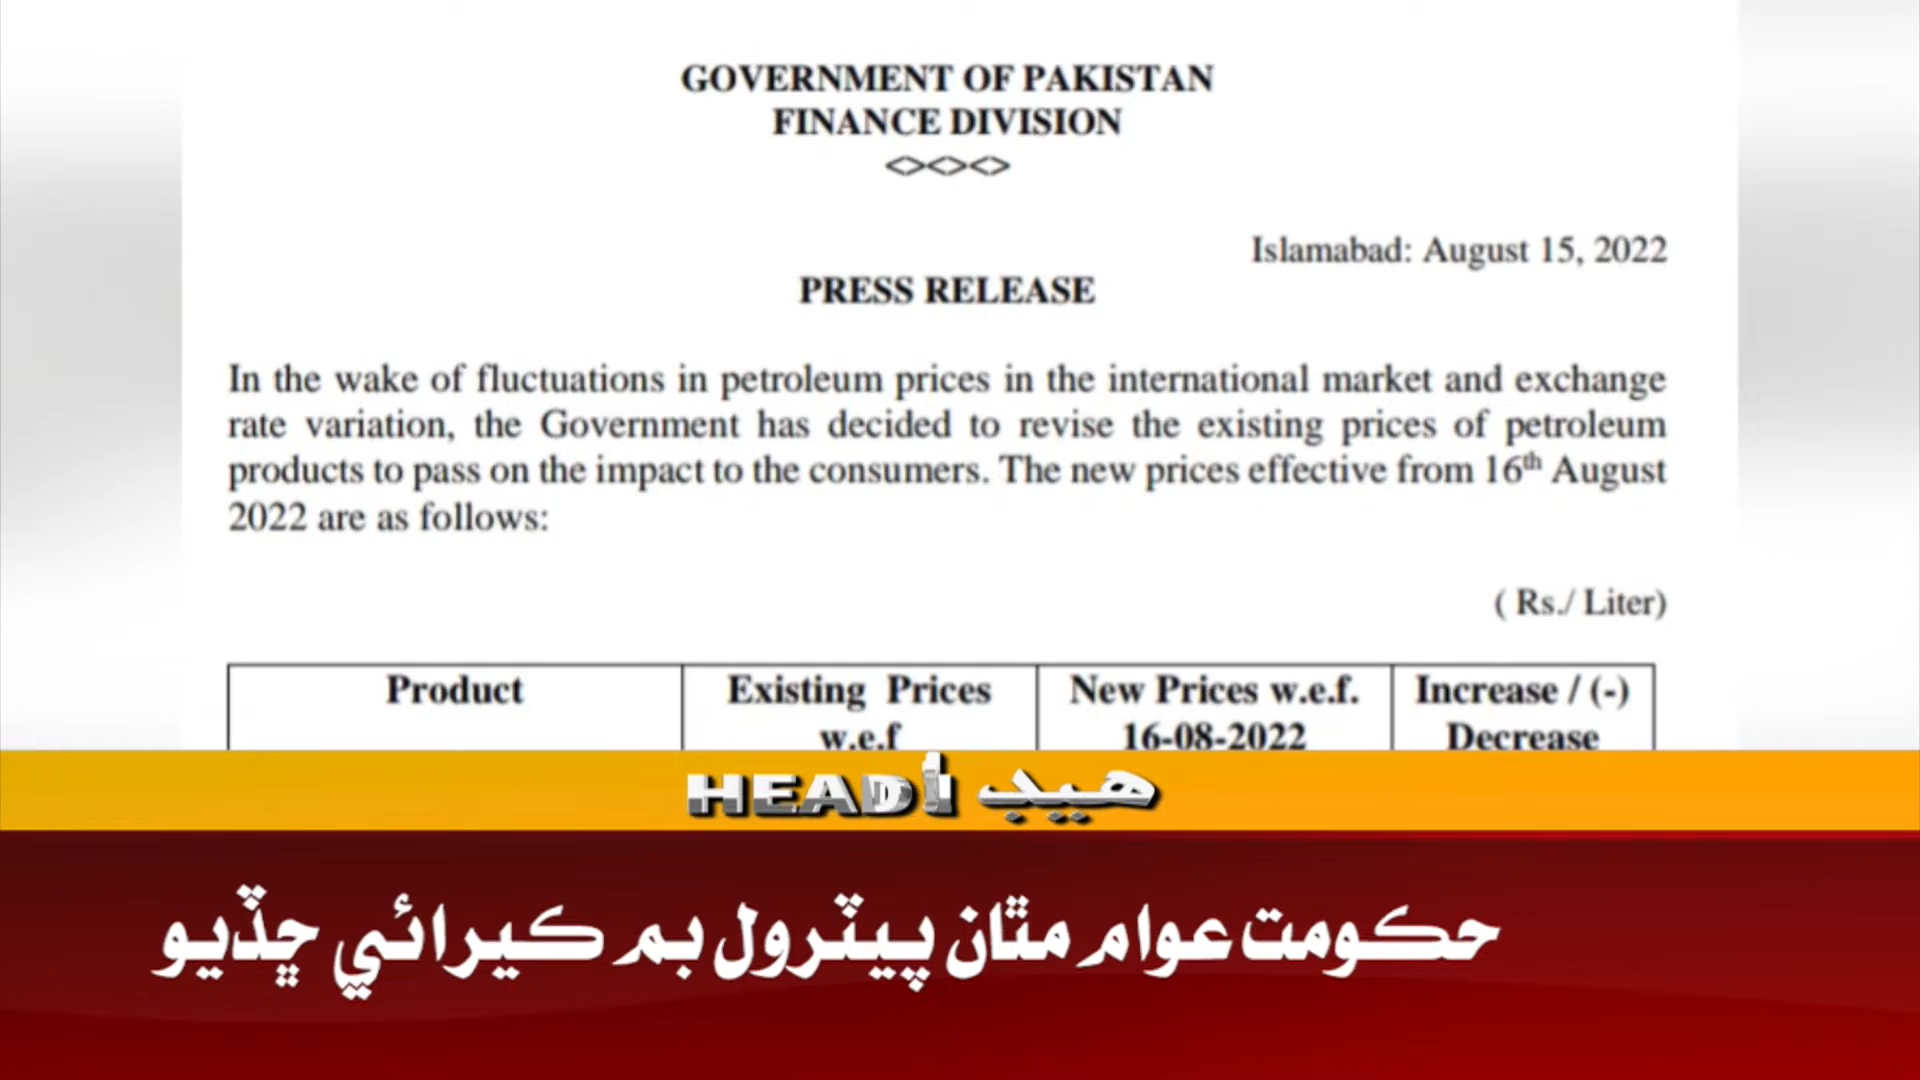 GOVERNMENT OF PAKISTAN
FINANCE DIVISION
<><><>
Islamabad: August 15, 2022
PRESS RELEASE
In the wake of fluctuations in petroleum prices in the international market and exchange
rate variation, the Government has decided to revise the existing prices of petroleum
products to pass on the impact to the consumers. The new prices effective from 16th August
2022 are as follows:
( Rs./ Liter)
Product Existing Prices New Prices w.e.f. Increase / (-)
w.e.f 16-08-2022 Decrease
حڪومت عوام مٿان پيٽرول بم ڪيرائي ڇڏيو